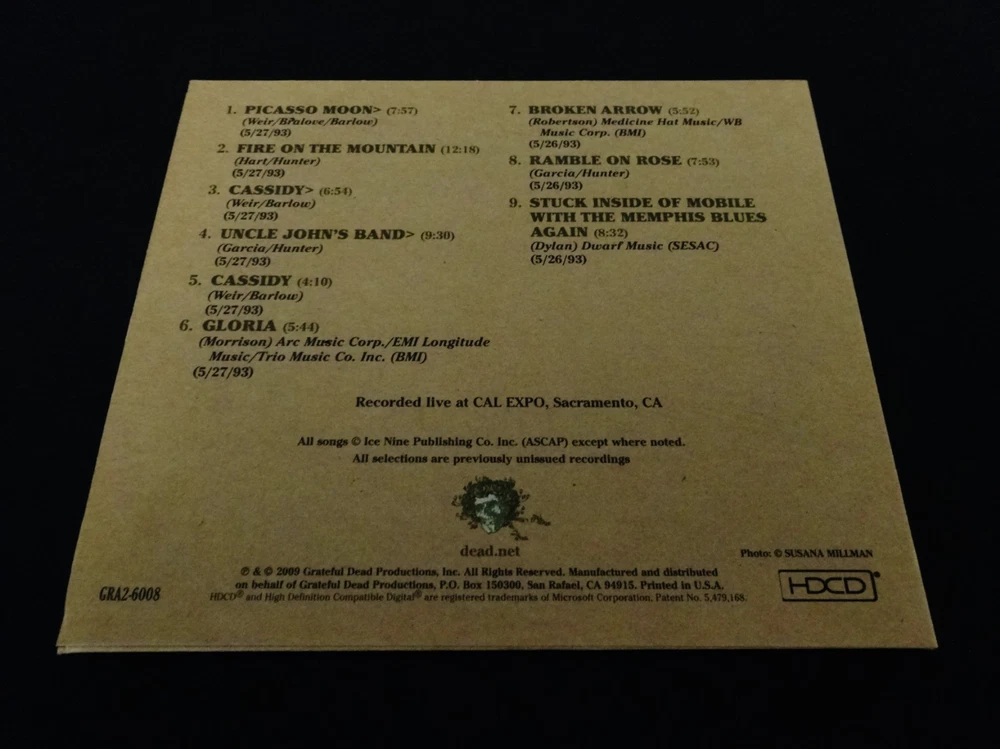 1. PICASSO MOON> (7:57)
(Weir/Bralove/Barlow)
(5/27/93)
2. FIRE ON THE MOUNTAIN (12:18)
(Hart/Hunter)
(5/27/93)
3. CASSIDY> (6:54)
(Weir/Barlow)
(5/27/93)
4. UNCLE JOHN'S BAND> (9:30)
(Garcia/Hunter)
(5/27/93)
5. CASSIDY (4:10)
(Weir/Barlow)
(5/27/93)
6. GLORIA (5:44)
(Morrison) Arc Music Corp./EMI Longitude
Music/Trio Music Co. Inc. (BMI)
(5/27/93)
7. BROKEN ARROW (5:52)
(Robertson) Medicine Hat Music/WB
Music Corp. (BMI)
(5/26/93)
8. RAMBLE ON ROSE (7:53)
(Garcia/Hunter)
(5/26/93)
9. STUCK INSIDE OF MOBILE
WITH THE MEMPHIS BLUES
AGAIN (8:32)
(Dylan) Dwarf Music (SESAC)
(5/26/93)
Recorded live at CAL EXPO, Sacramento, CA
All songs © Ice Nine Publishing Co. Inc. (ASCAP) except where noted.
All selections are previously unissued recordings
dead.net
Photo: © SUSANA MILLMAN
℗ & © 2009 Grateful Dead Productions, Inc. All Rights Reserved. Manufactured and distributed
on behalf of Grateful Dead Productions, P.O. Box 150300, San Rafael, CA 94915. Printed in U.S.A.
HDCD® and High Definition Compatible Digital® are registered trademarks of Microsoft Corporation, Patent No. 5,479,168.
GRA2-6008
HDCD®